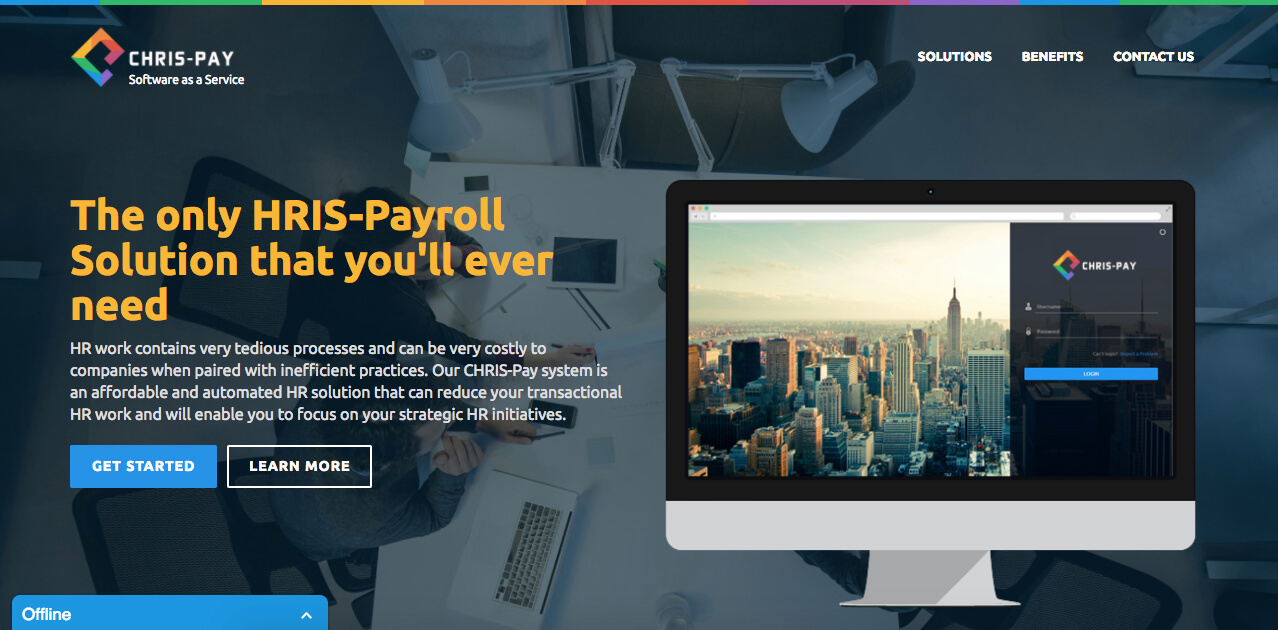 CHRIS-PAY
Software as a Service
SOLUTIONS
BENEFITS
CONTACT US
The only HRIS-Payroll
Solution that you'll ever
need
HR work contains very tedious processes and can be very costly to
companies when paired with inefficient practices. Our CHRIS-Pay system is
an affordable and automated HR solution that can reduce your transactional
HR work and will enable you to focus on your strategic HR initiatives.
GET STARTED
LEARN MORE
CHRIS-PAY
Username
Password
Can't login? Report a Problem
LOGIN
Offline